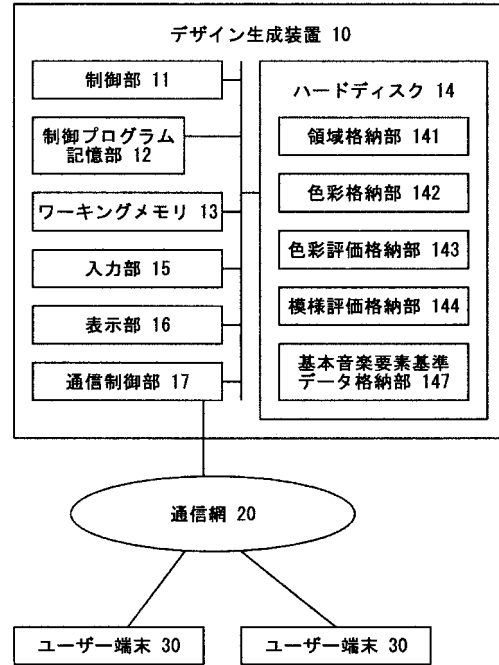 デザイン生成装置 10
制御部 11
制御プログラム
記憶部 12
ワーキングメモリ 13
入力部 15
表示部 16
通信制御部 17
ハードディスク 14
領域格納部 141
色彩格納部 142
色彩評価格納部 143
模様評価格納部 144
基本音楽要素基準
データ格納部 147
通信網 20
ユーザー端末 30
ユーザー端末 30